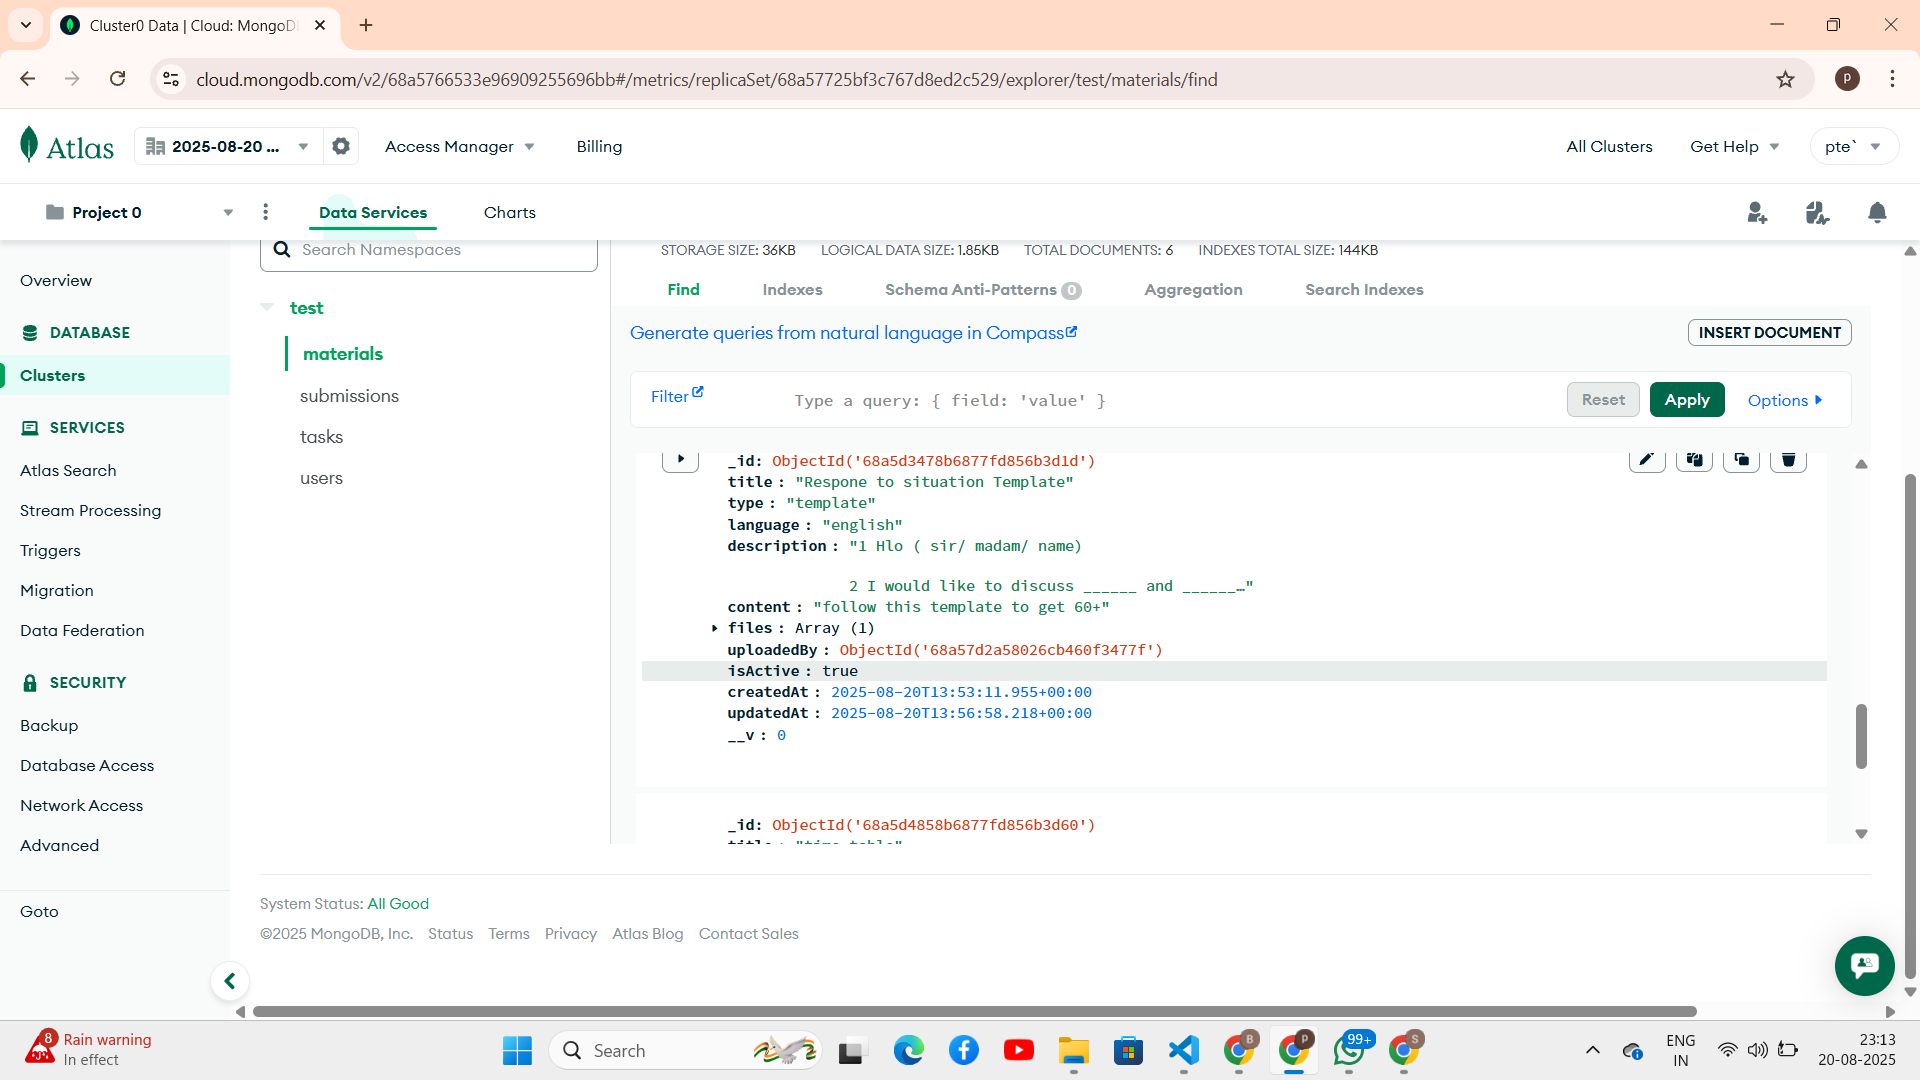 Cluster0 Data | Cloud: MongoD
cloud.mongodb.com/v2/68a5766533e96909255696bb#/metrics/replicaSet/68a57725bf3c767d8ed2c529/explorer/test/materials/find
P
Atlas
2025-08-20 ...
Access Manager
Billing
All Clusters
Get Help
pte`
Project 0
Data Services
Charts
Overview
DATABASE
Clusters
SERVICES
Atlas Search
Stream Processing
Triggers
Migration
Data Federation
SECURITY
Backup
Database Access
Network Access
Advanced
Goto
Search Namespaces
test
materials
submissions
tasks
users
STORAGE SIZE: 36KB LOGICAL DATA SIZE: 1.85KB TOTAL DOCUMENTS: 6 INDEXES TOTAL SIZE: 144KB
Find Indexes Schema Anti-Patterns 0 Aggregation Search Indexes
Generate queries from natural language in Compass
INSERT DOCUMENT
Filter
Type a query: { field: 'value' }
Reset
Apply
Options
_id: ObjectId('68a5d3478b6877fd856b3d1d')
title : "Respone to situation Template"
type : "template"
language : "english"
description : "1 Hlo ( sir/ madam/ name)
2 I would like to discuss ______ and ______…"
content : "follow this template to get 60+"
files : Array (1)
uploadedBy : ObjectId('68a57d2a58026cb460f3477f')
isActive : true
createdAt : 2025-08-20T13:53:11.955+00:00
updatedAt : 2025-08-20T13:56:58.218+00:00
__v : 0
_id: ObjectId('68a5d4858b6877fd856b3d60')
title : "time table"
System Status: All Good
©2025 MongoDB, Inc. Status Terms Privacy Atlas Blog Contact Sales
8
Rain warning
In effect
Search
B
P
99+
S
ENG
IN
23:13
20-08-2025